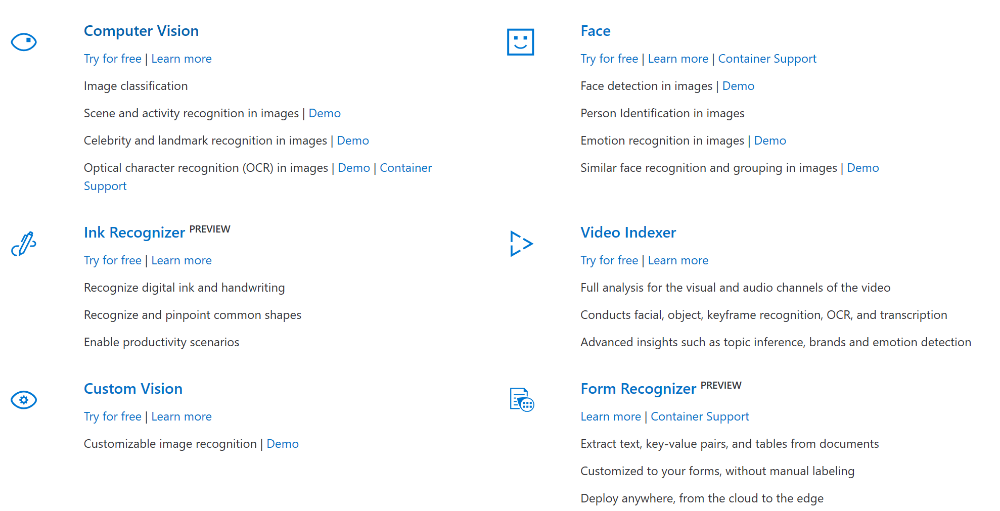 Computer Vision
Try for free | Learn more
Image classification
Scene and activity recognition in images | Demo
Celebrity and landmark recognition in images | Demo
Optical character recognition (OCR) in images | Demo | Container
Support
Face
Try for free | Learn more | Container Support
Face detection in images | Demo
Person Identification in images
Emotion recognition in images | Demo
Similar face recognition and grouping in images | Demo
Ink Recognizer PREVIEW
Try for free | Learn more
Recognize digital ink and handwriting
Recognize and pinpoint common shapes
Enable productivity scenarios
Video Indexer
Try for free | Learn more
Full analysis for the visual and audio channels of the video
Conducts facial, object, keyframe recognition, OCR, and transcription
Advanced insights such as topic inference, brands and emotion detection
Custom Vision
Try for free | Learn more
Customizable image recognition | Demo
Form Recognizer PREVIEW
Learn more | Container Support
Extract text, key-value pairs, and tables from documents
Customized to your forms, without manual labeling
Deploy anywhere, from the cloud to the edge